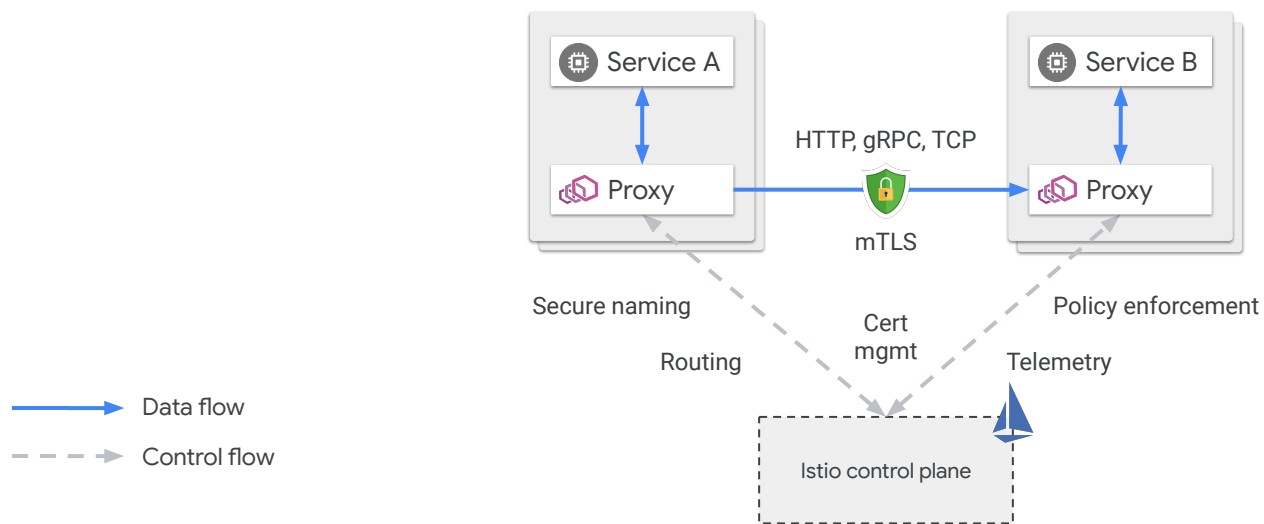 Service A
Service B
HTTP, gRPC, TCP
Proxy
Proxy
mTLS
Secure naming
Policy enforcement
Cert
mgmt
Routing
Telemetry
Data flow
Control flow
Istio control plane